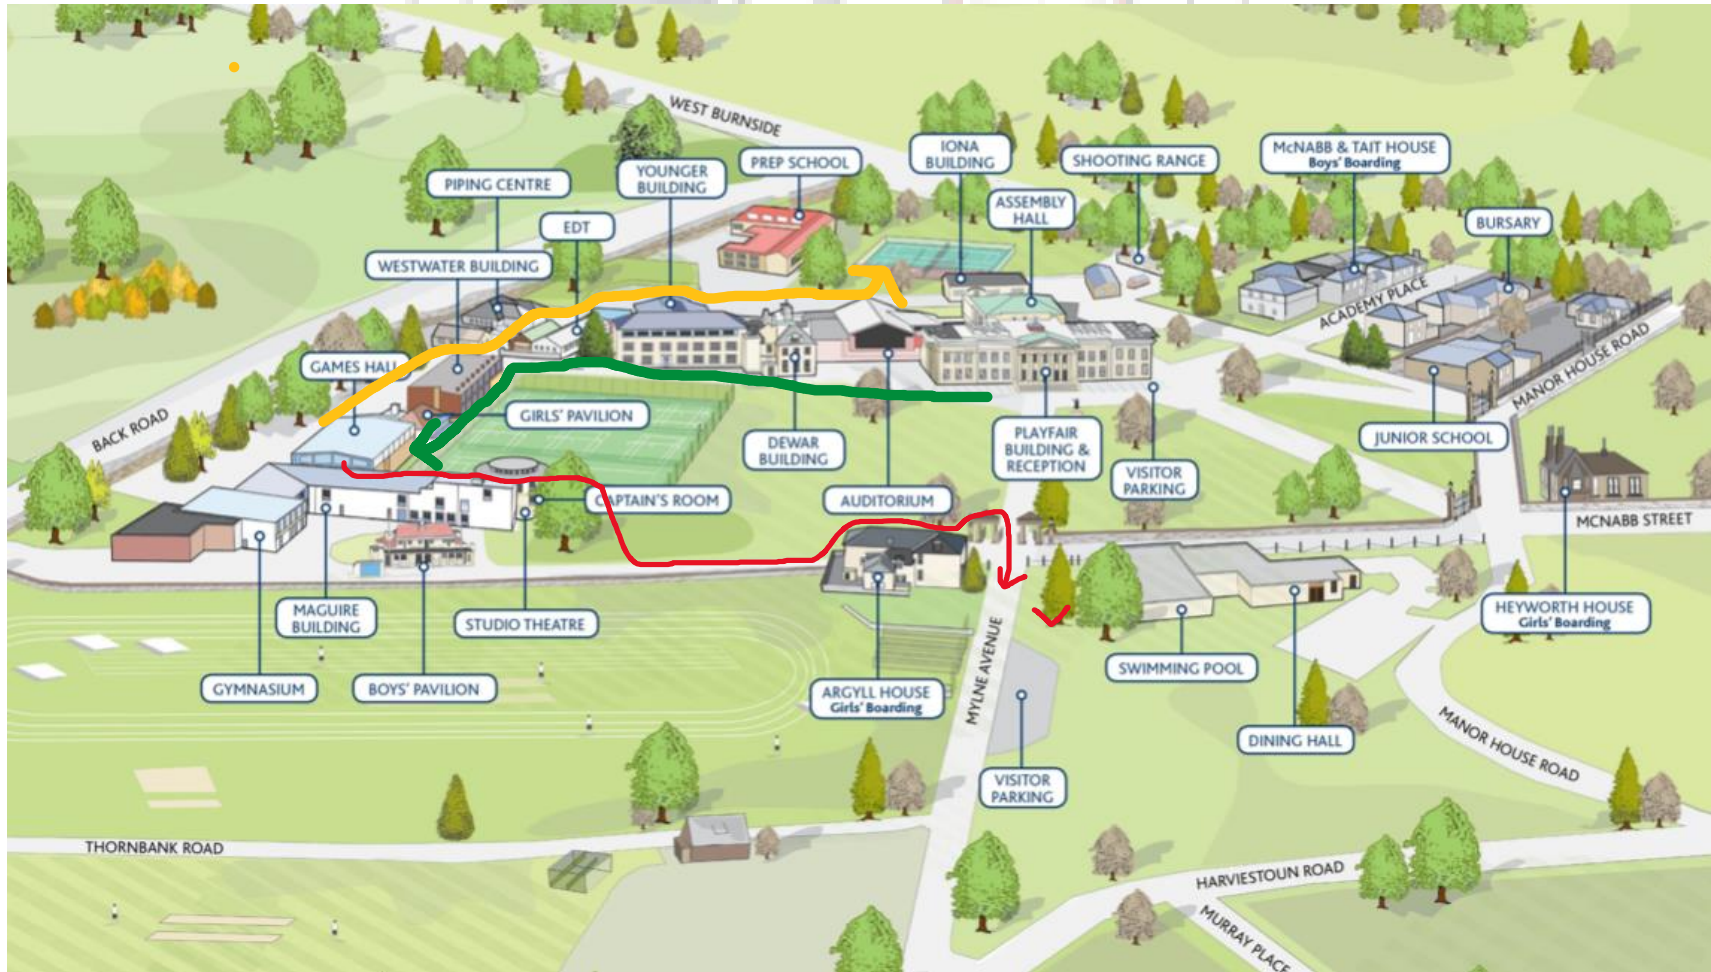 WEST BURNSIDE
IONA
BUILDING
McNABB & TAIT HOUSE
Boys' Boarding
PREP SCHOOL
SHOOTING RANGE
YOUNGER
BUILDING
PIPING CENTRE
ASSEMBLY
HALL
BURSARY
EDT
WESTWATER BUILDING
ACADEMY PLACE
MANOR HOUSE ROAD
GAMES HALL
BACK ROAD
GIRLS' PAVILION
DEWAR
BUILDING
PLAYFAIR
BUILDING &
RECEPTION
JUNIOR SCHOOL
VISITOR
PARKING
CAPTAIN'S ROOM
AUDITORIUM
MCNABB STREET
MAGUIRE
BUILDING
STUDIO THEATRE
HEYWORTH HOUSE
Girls' Boarding
SWIMMING POOL
MYLNE AVENUE
GYMNASIUM
BOYS' PAVILION
ARGYLL HOUSE
Girls' Boarding
DINING HALL
MANOR HOUSE ROAD
VISITOR
PARKING
THORNBANK ROAD
HARVIESTOUN ROAD
MURRAY PLACE